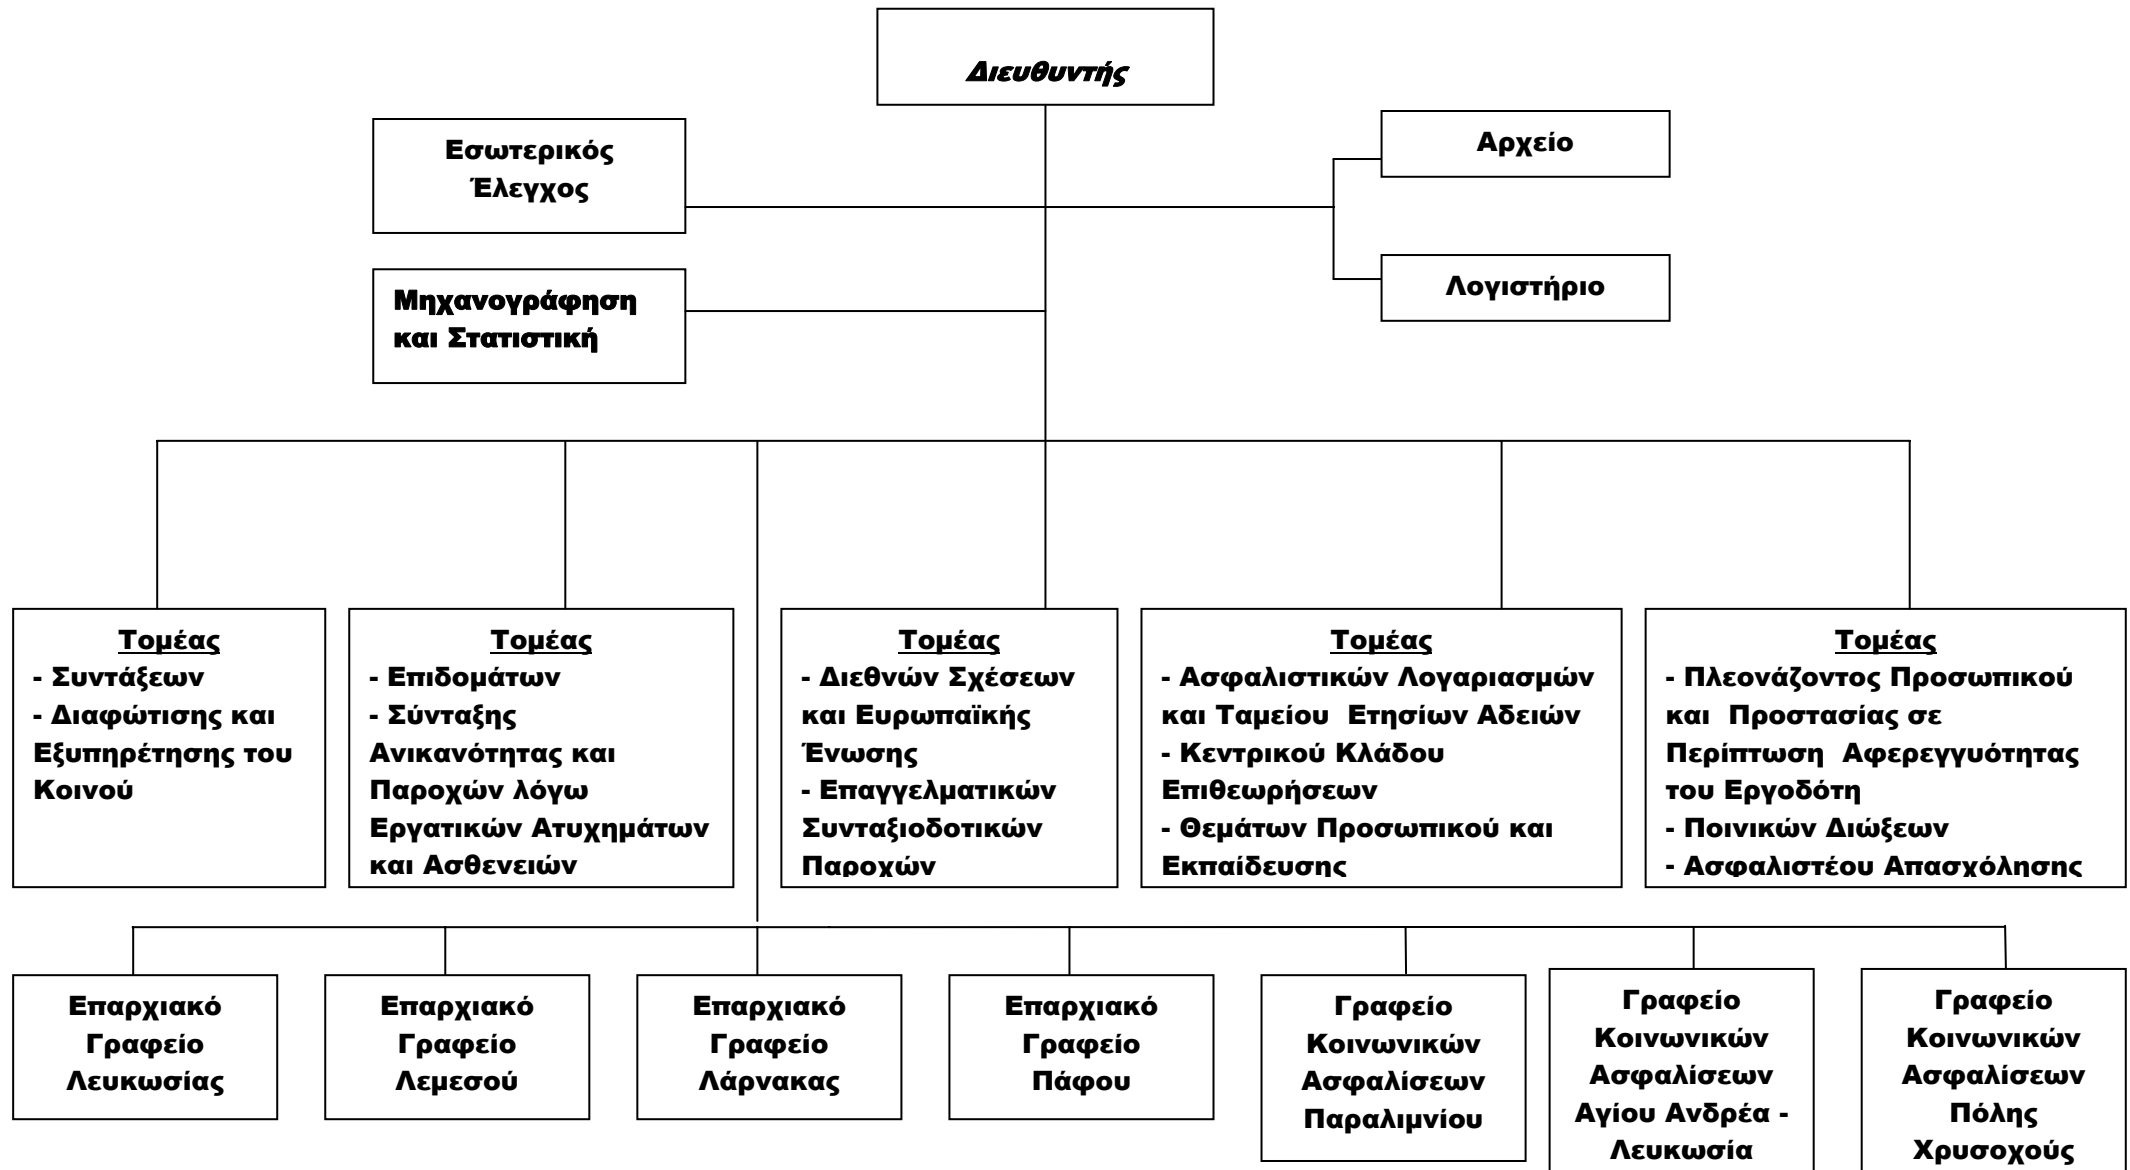 Διευθυντής
Εσωτερικός
Έλεγχος
Αρχείο
Λογιστήριο
Μηχανογράφηση
και Στατιστική
Τομέας
- Συντάξεων
- Διαφώτισης και
Εξυπηρέτησης του
Κοινού
Τομέας
- Επιδομάτων
- Σύνταξης
Ανικανότητας και
Παροχών λόγω
Εργατικών Ατυχημάτων
και Ασθενειών
Τομέας
- Διεθνών Σχέσεων
και Ευρωπαϊκής
Ένωσης
- Επαγγελματικών
Συνταξιοδοτικών
Παροχών
Τομέας
- Ασφαλιστικών Λογαριασμών
και Ταμείου Ετησίων Αδειών
- Κεντρικού Κλάδου
Επιθεωρήσεων
- Θεμάτων Προσωπικού και
Εκπαίδευσης
Τομέας
- Πλεονάζοντος Προσωπικού
και Προστασίας σε
Περίπτωση Αφερεγγυότητας
του Εργοδότη
- Ποινικών Διώξεων
- Ασφαλιστέου Απασχόλησης
Επαρχιακό
Γραφείο
Λευκωσίας
Επαρχιακό
Γραφείο
Λεμεσού
Επαρχιακό
Γραφείο
Λάρνακας
Επαρχιακό
Γραφείο
Πάφου
Γραφείο
Κοινωνικών
Ασφαλίσεων
Παραλιμνίου
Γραφείο
Κοινωνικών
Ασφαλίσεων
Αγίου Ανδρέα -
Λευκωσία
Γραφείο
Κοινωνικών
Ασφαλίσεων
Πόλης
Χρυσοχούς